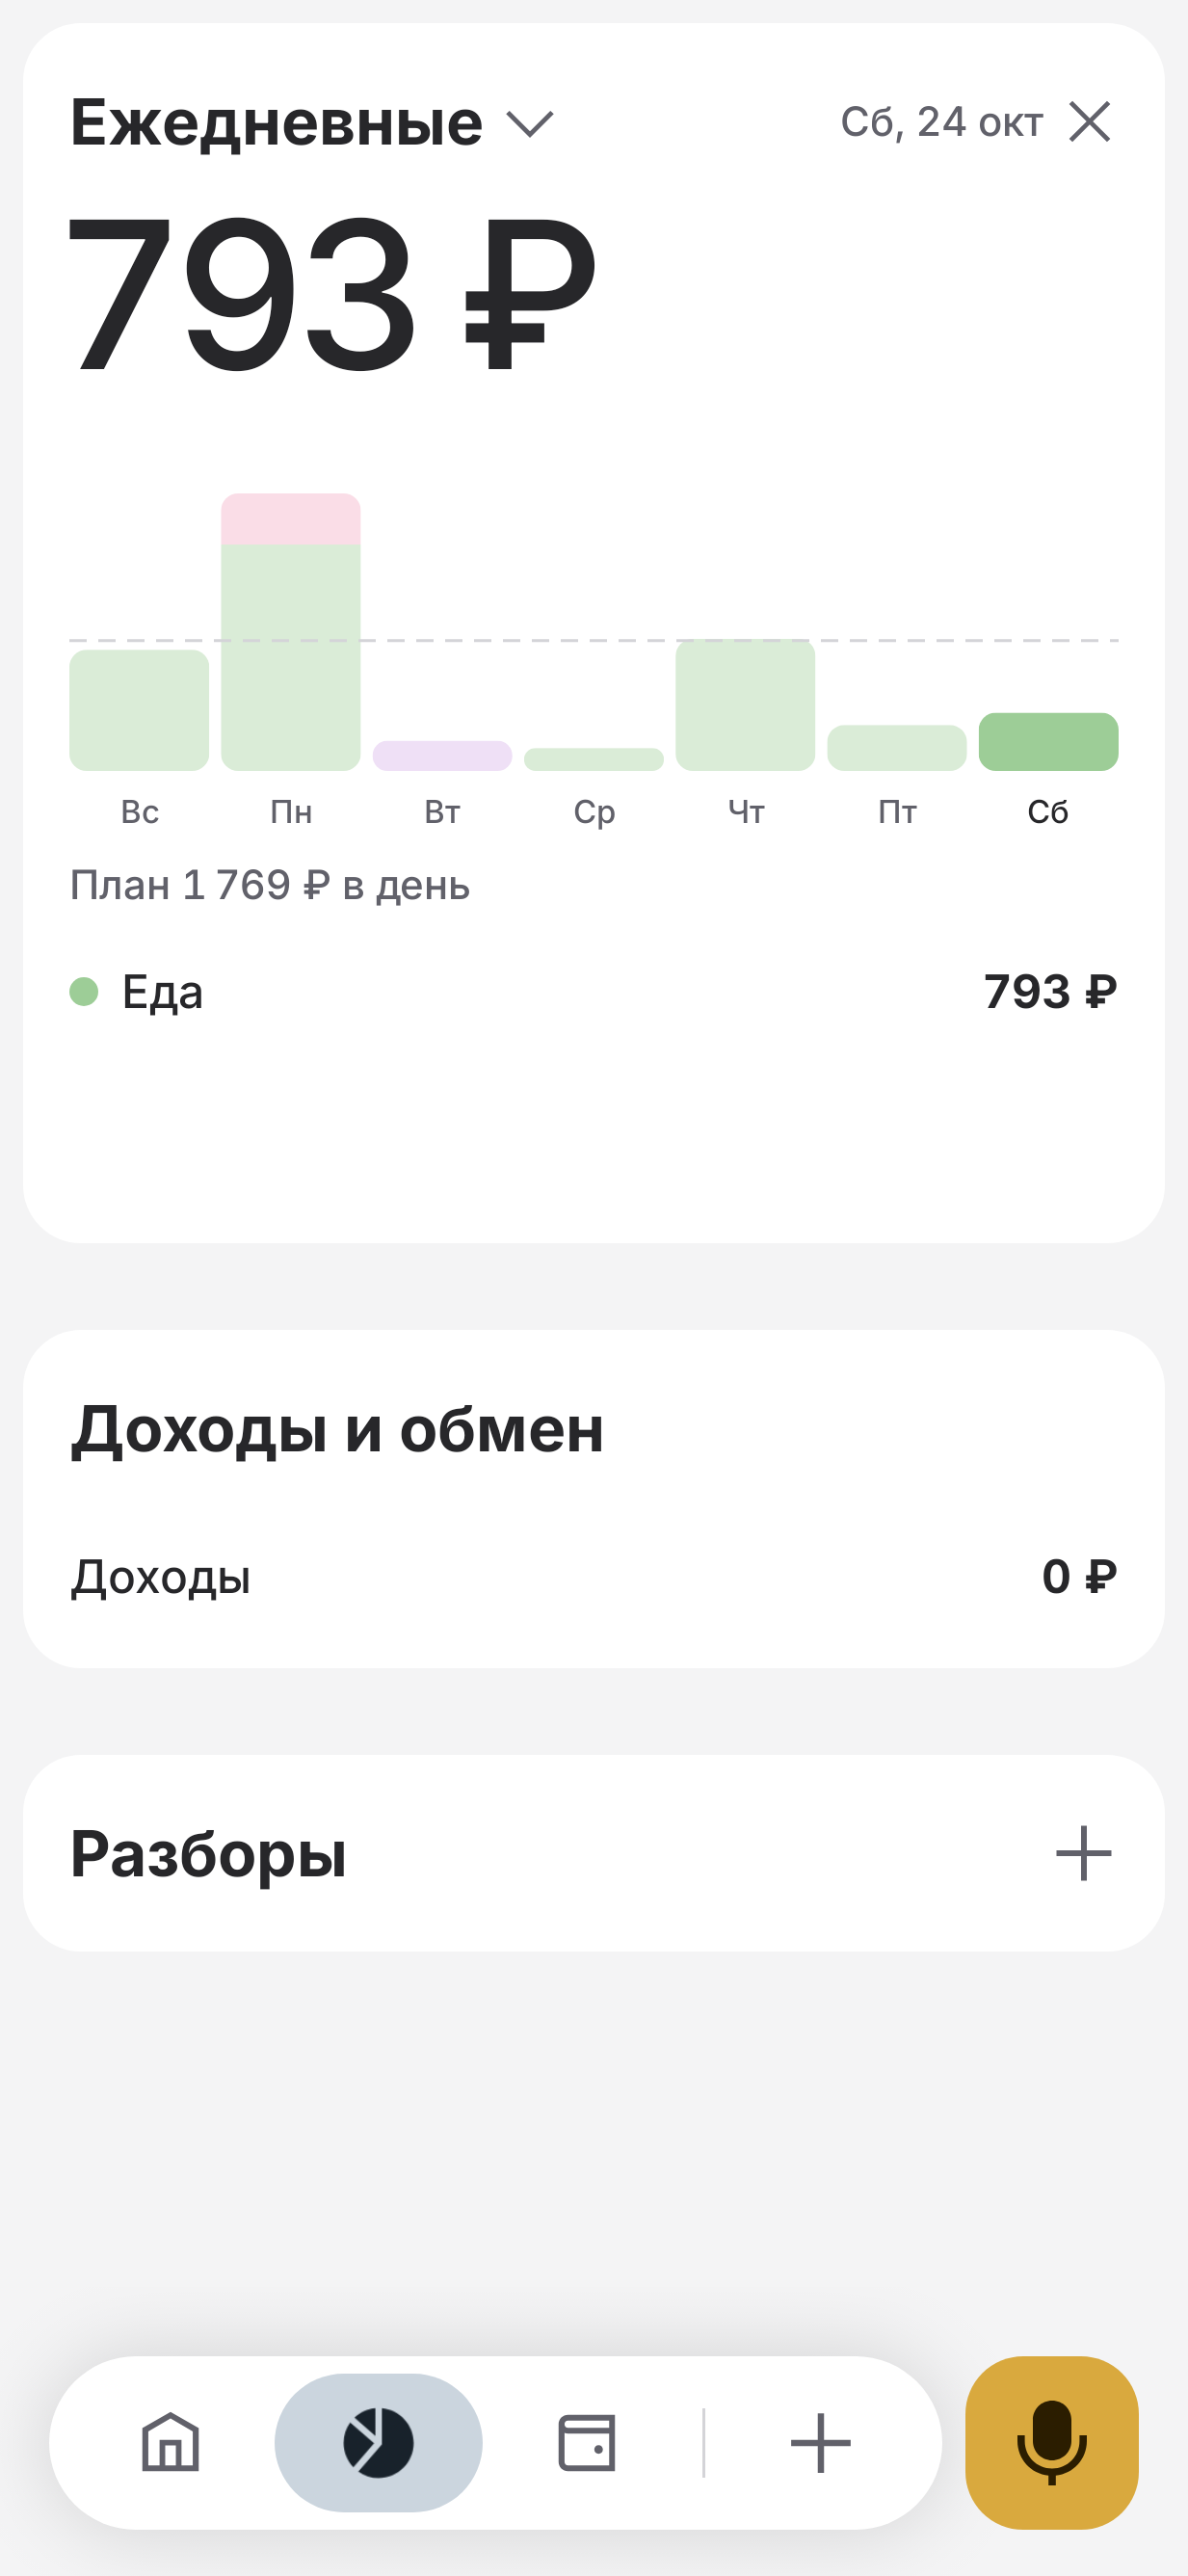 Ежедневные
Сб, 24 окт
793 ₽
Вс Пн Вт Ср Чт Пт Сб
План 1 769 ₽ в день
Еда 793 ₽
Доходы и обмен
Доходы 0 ₽
Разборы